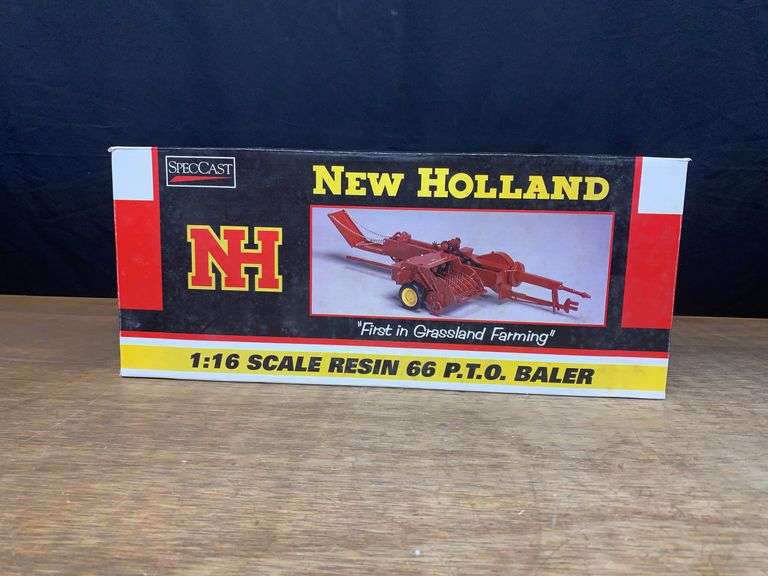 SPECCAST
NEW HOLLAND
NH
"First in Grassland Farming"
1:16 SCALE RESIN 66 P.T.O. BALER